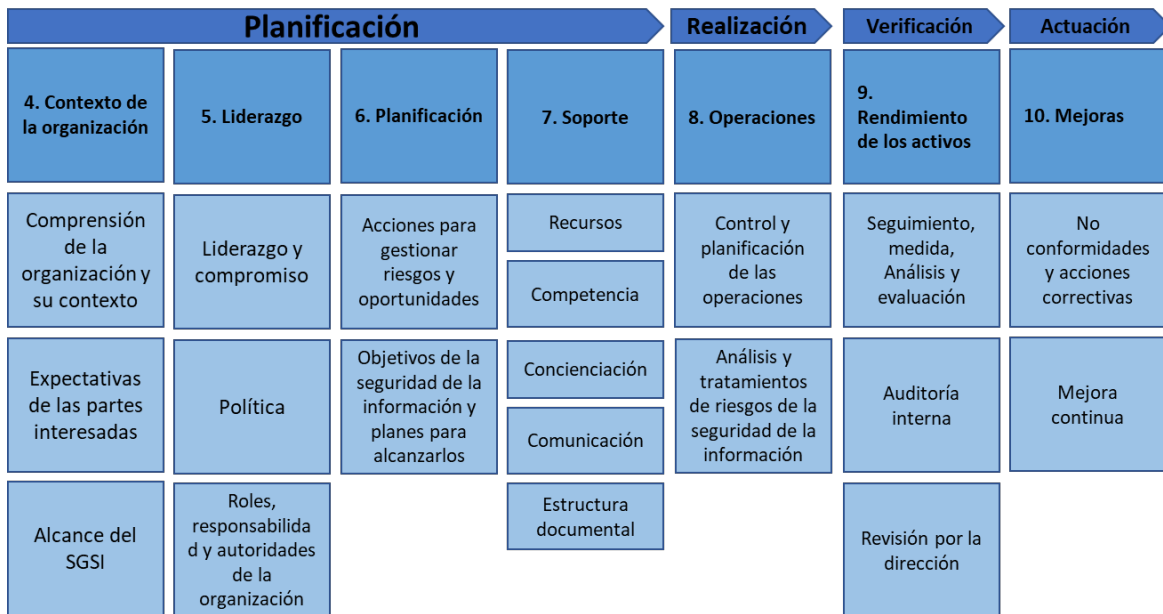 Planificación
Realización
Verificación
Actuación
4. Contexto de
la organización
5. Liderazgo
6. Planificación
7. Soporte
8. Operaciones
9.
Rendimiento
de los activos
10. Mejoras
Comprensión
de la
organización y
su contexto
Liderazgo y
compromiso
Acciones para
gestionar
riesgos y
oportunidades
Recursos
Competencia
Control y
planificación
de las
operaciones
Seguimiento,
medida,
Análisis y
evaluación
No
conformidades
y acciones
correctivas
Expectativas
de las partes
interesadas
Política
Objetivos de la
seguridad de la
información y
planes para
alcanzarlos
Concienciación
Comunicación
Análisis y
tratamientos
de riesgos de la
seguridad de la
información
Auditoría
interna
Mejora
continua
Alcance del
SGSI
Roles,
responsabilida
d y autoridades
de la
organización
Estructura
documental
Revisión por la
dirección